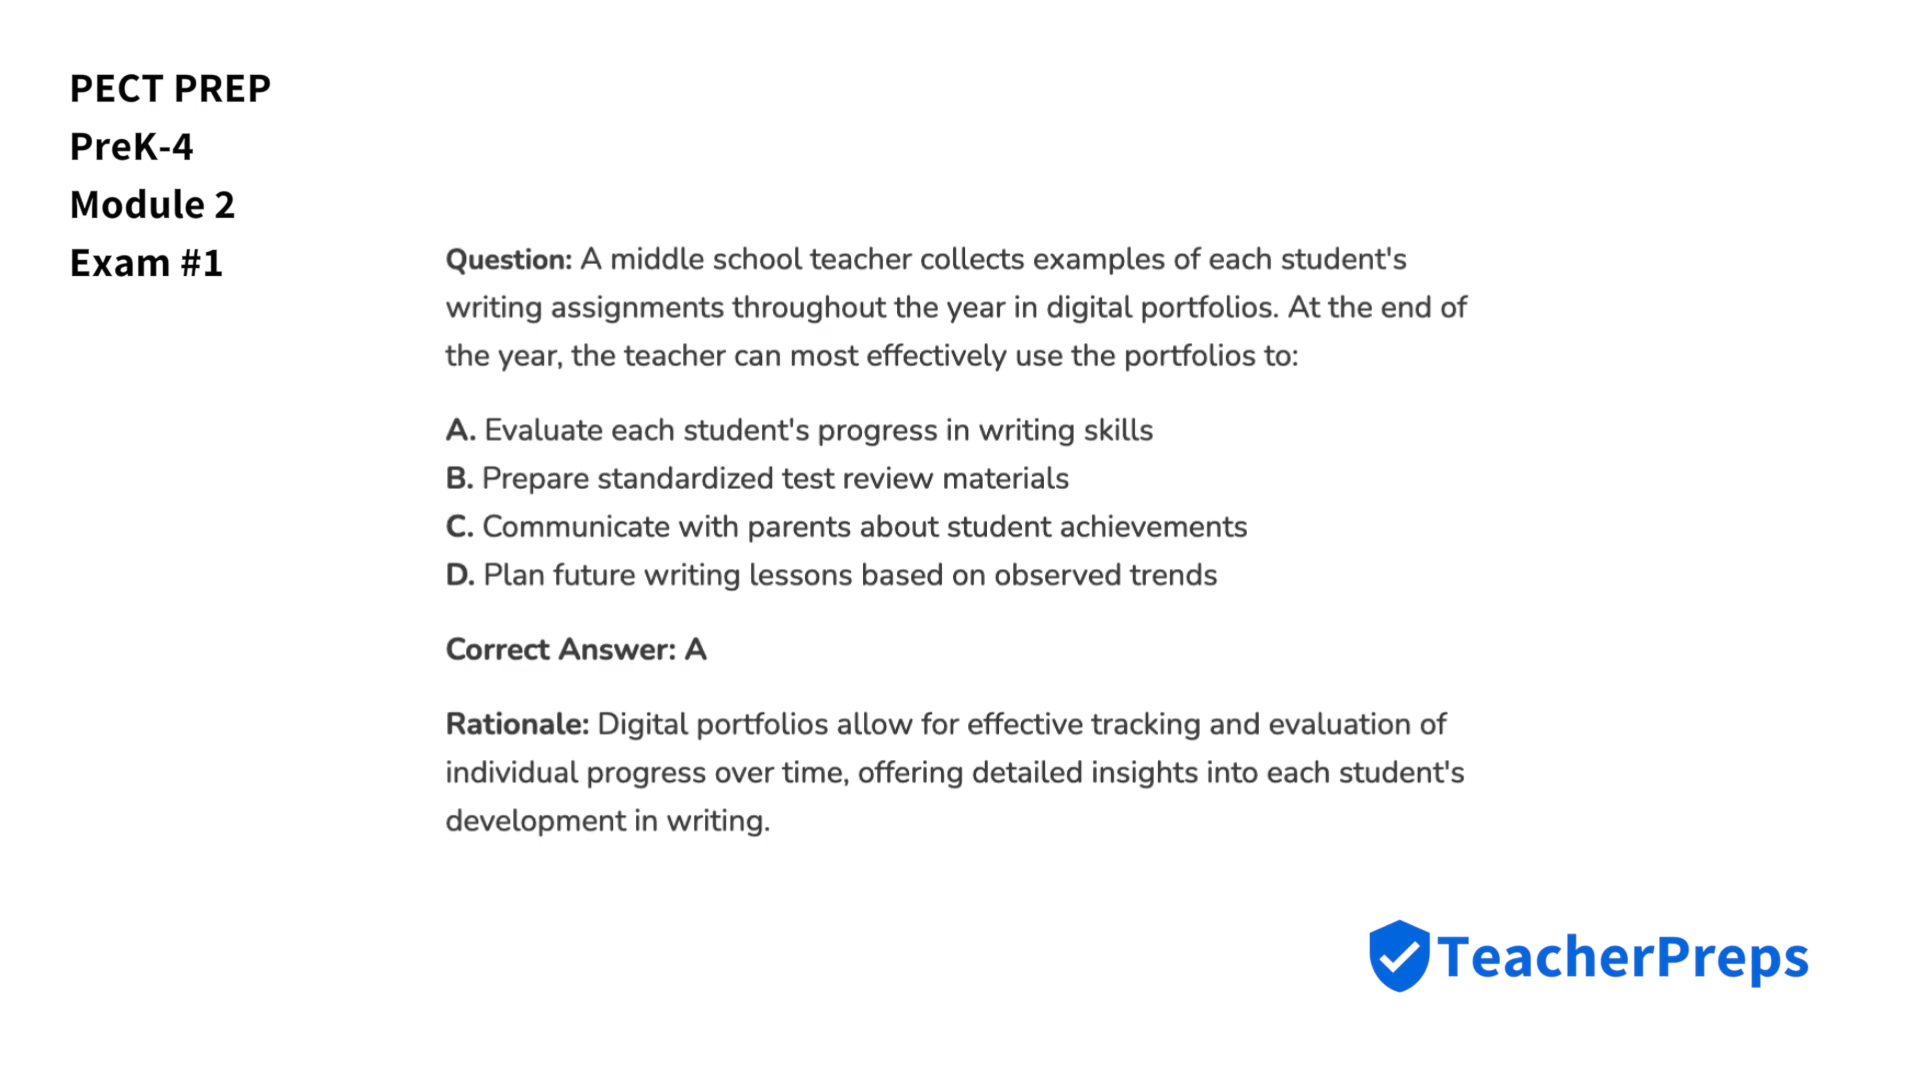 PECT PREP
PreK-4
Module 2
Exam #1
Question: A middle school teacher collects examples of each student's
writing assignments throughout the year in digital portfolios. At the end of
the year, the teacher can most effectively use the portfolios to:
A. Evaluate each student's progress in writing skills
B. Prepare standardized test review materials
C. Communicate with parents about student achievements
D. Plan future writing lessons based on observed trends
Correct Answer: A
Rationale: Digital portfolios allow for effective tracking and evaluation of
individual progress over time, offering detailed insights into each student's
development in writing.
TeacherPreps